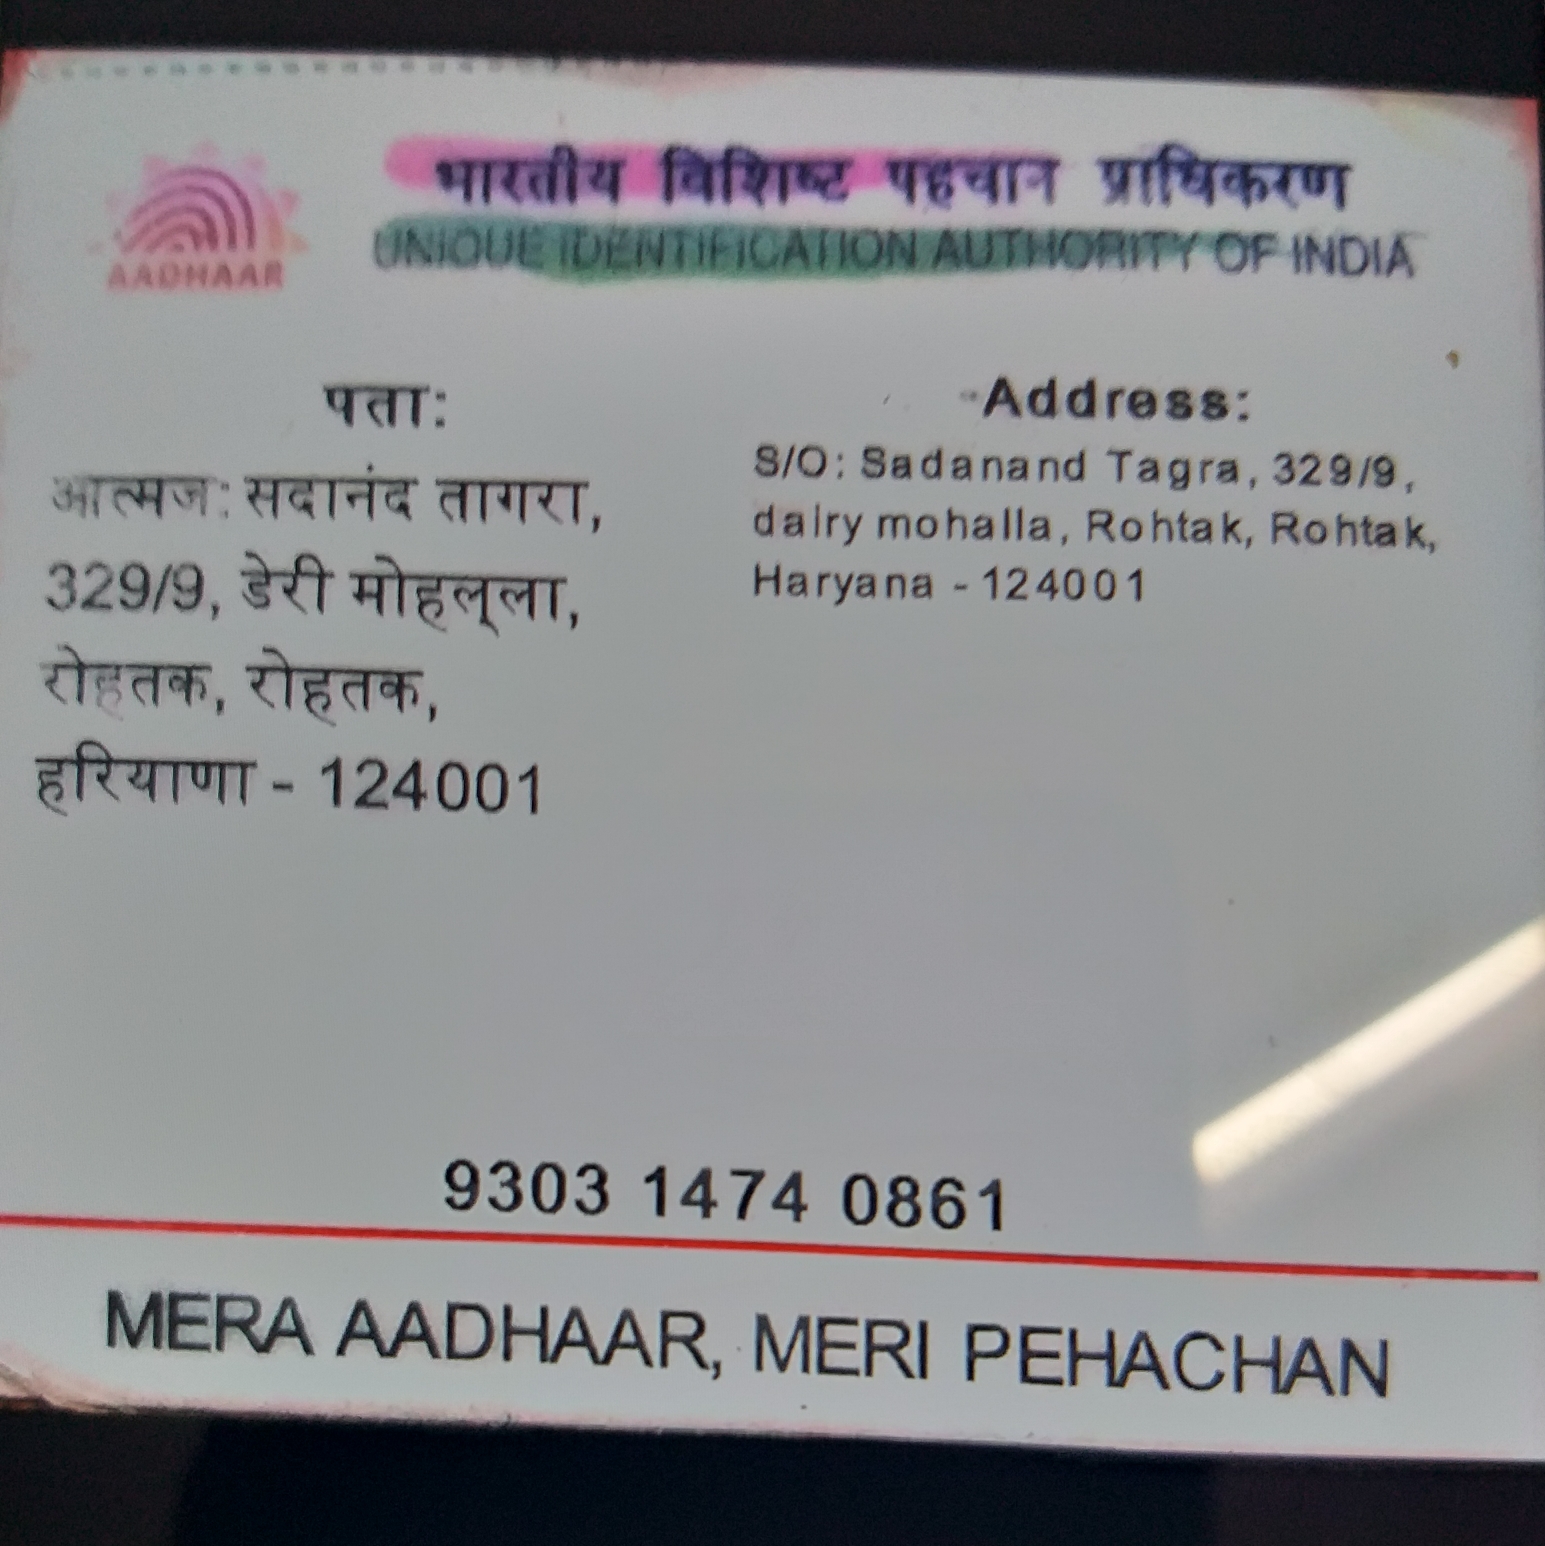 भारतीय विशिष्ट पहचान प्राधिकरण
UNIQUE IDENTIFICATION AUTHORITY OF INDIA
AADHAAR
पता:
आत्मज: सदानंद तागरा,
329/9, डेरी मोहल्ला,
रोहतक, रोहतक,
हरियाणा - 124001
Address:
S/O: Sadanand Tagra, 329/9,
dairy mohalla, Rohtak, Rohtak,
Haryana - 124001
9303 1474 0861
MERA AADHAAR, MERI PEHACHAN